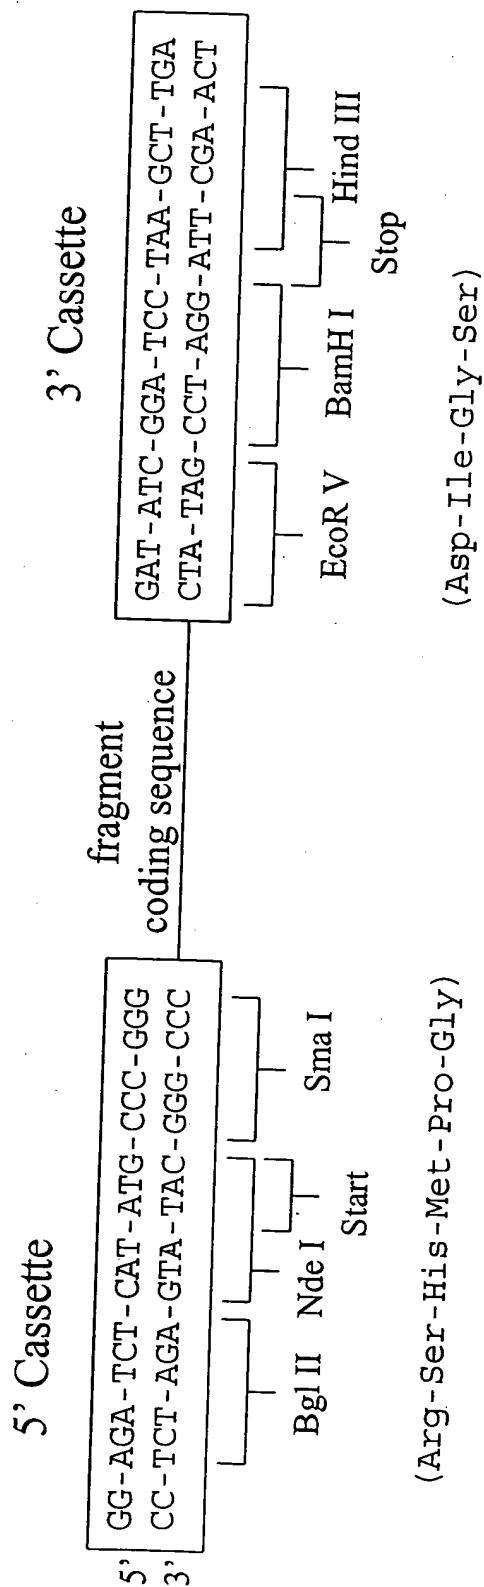 5' Cassette
5' GG-AGA-TCT-CAT-ATG-CCC-GGG
3' CC-TCT-AGA-GTA-TAC-GGG-CCC
Bgl II
Nde I
Start
Sma I
(Arg-Ser-His-Met-Pro-Gly)
fragment
coding sequence
3' Cassette
GAT-ATC-GGA-TCC-TAA-GCT-TGA
CTA-TAG-CCT-AGG-ATT-CGA-ACT
EcoR V
BamH I
Stop
Hind III
(Asp-Ile-Gly-Ser)